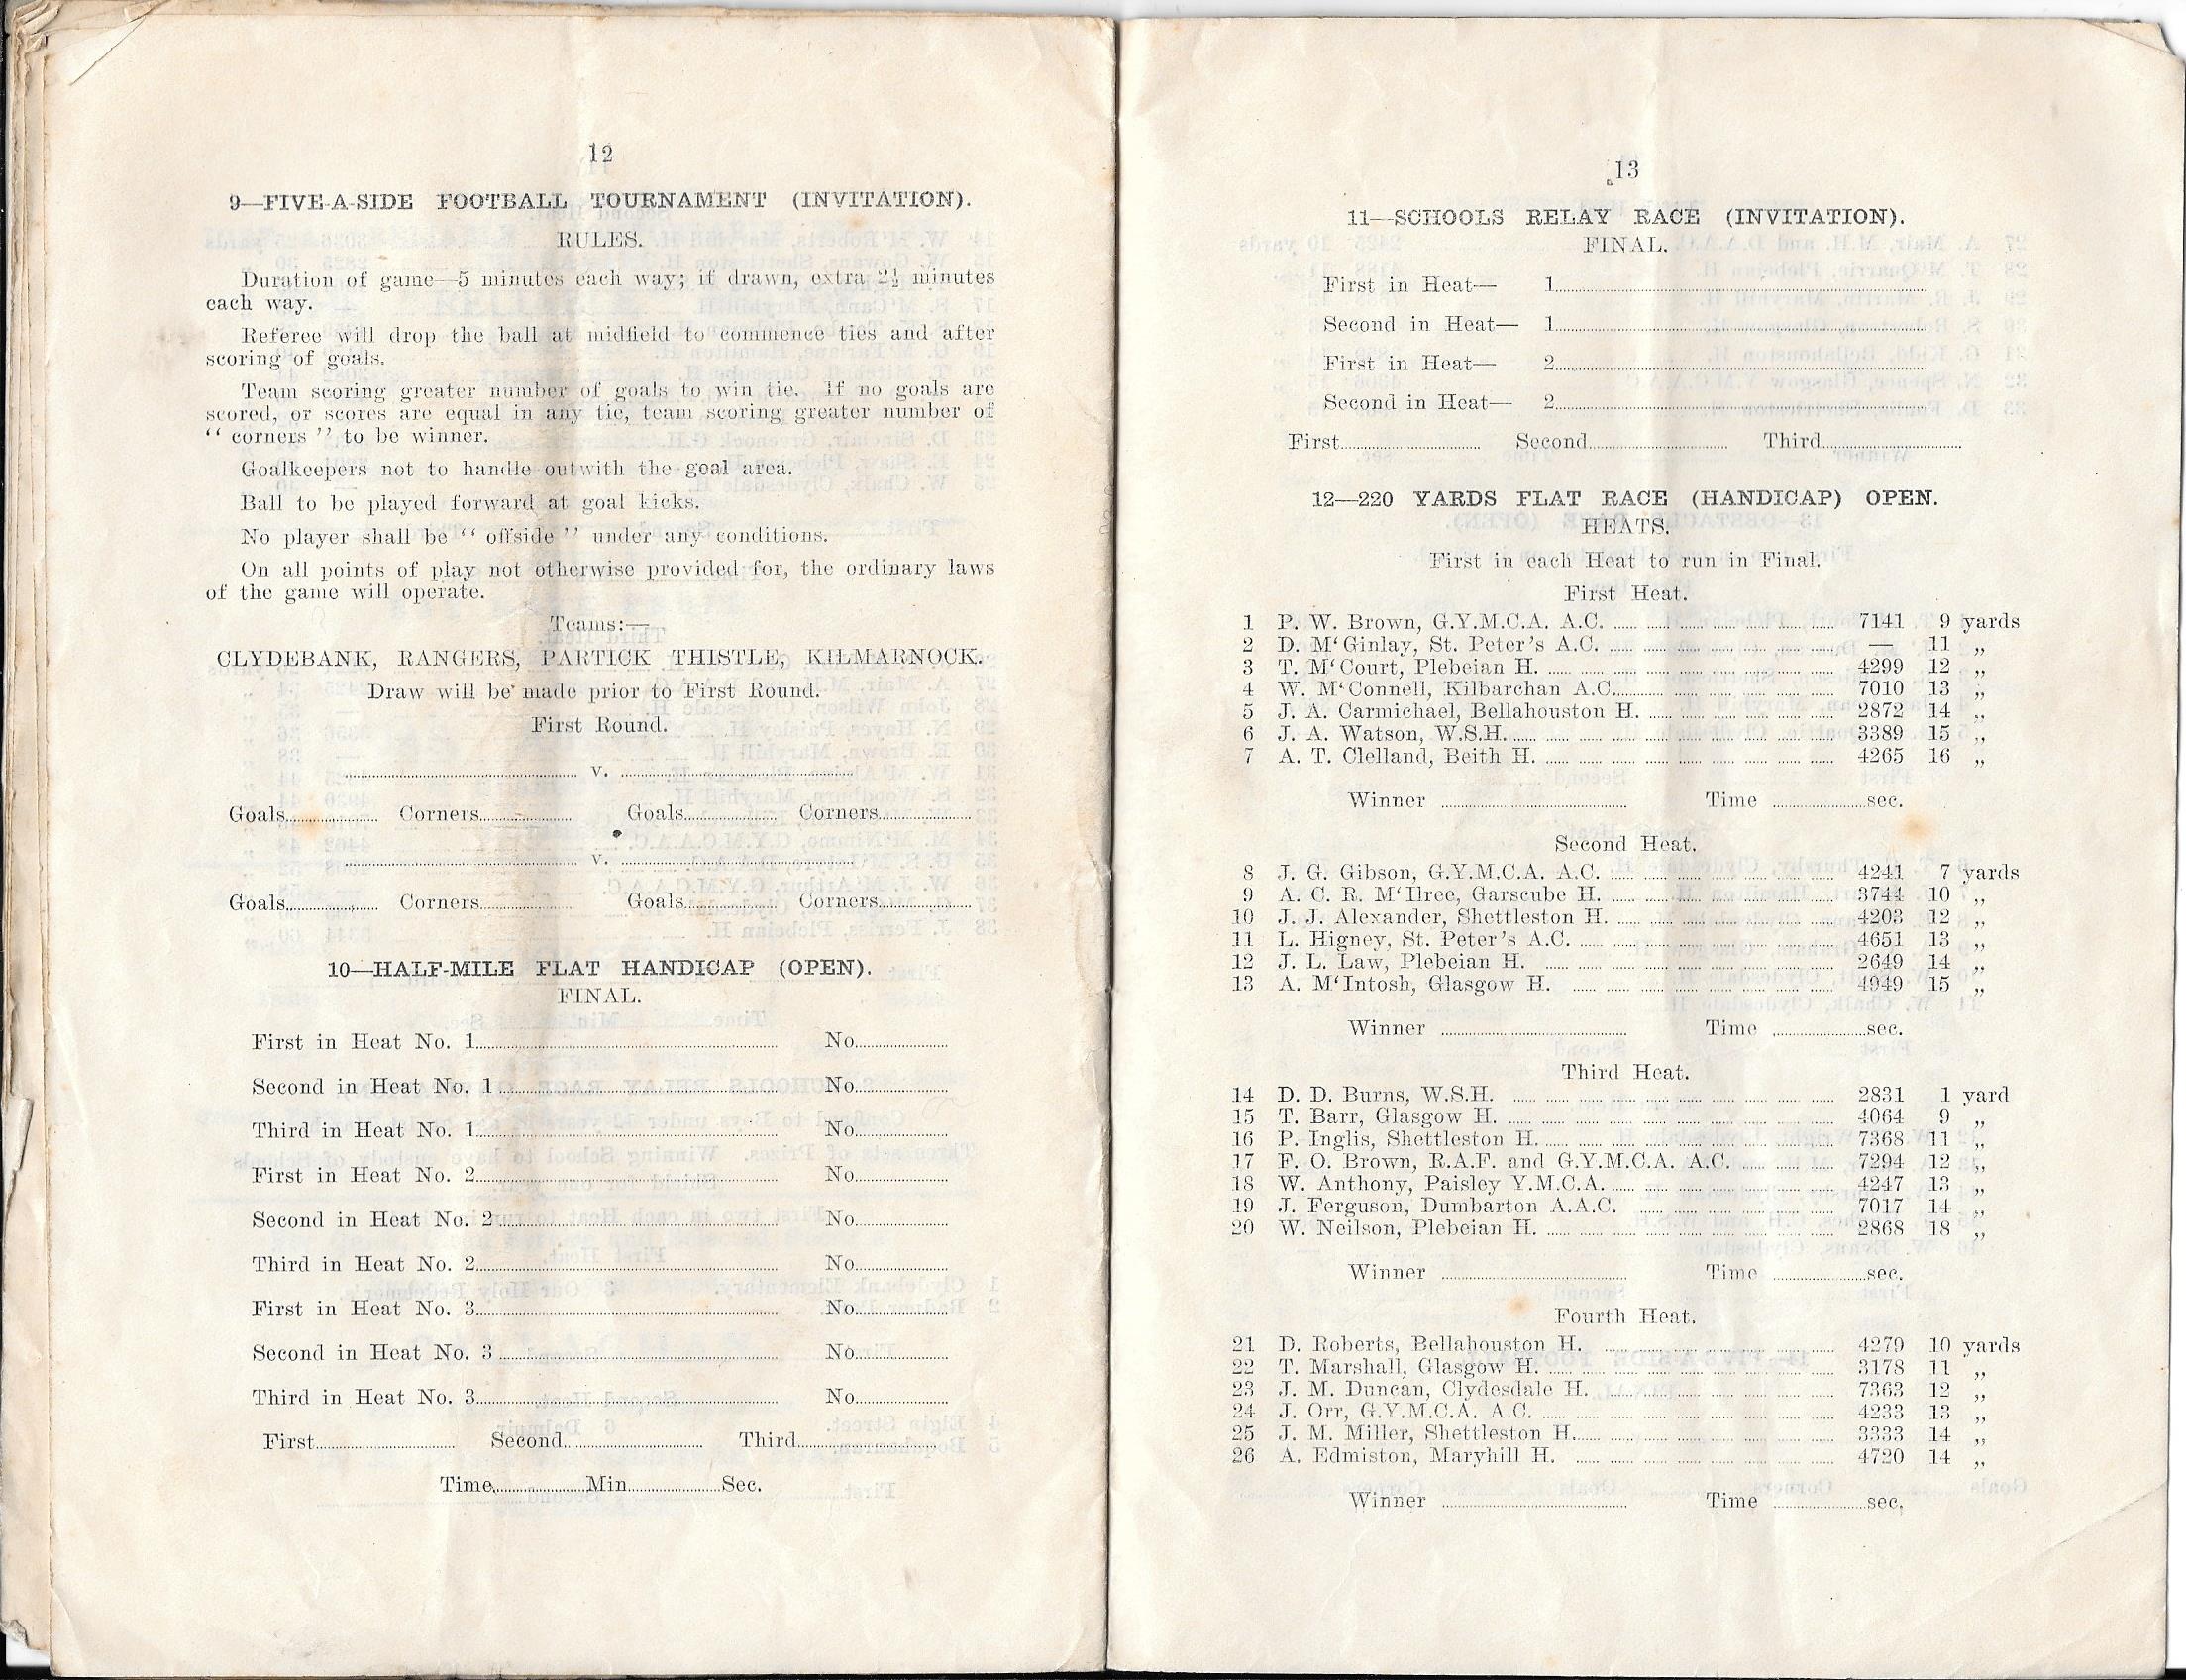 12
9—FIVE-A-SIDE FOOTBALL TOURNAMENT (INVITATION).
RULES.
Duration of game—5 minutes each way; if drawn, extra 2½ minutes
each way.
Referee will drop the ball at midfield to commence ties and after
scoring of goals.
Team scoring greater number of goals to win tie. If no goals are
scored, or scores are equal in any tie, team scoring greater number of
“ corners ” to be winner.
Goalkeepers not to handle outwith the goal area.
Ball to be played forward at goal kicks.
No player shall be “ offside ” under any conditions.
On all points of play not otherwise provided for, the ordinary laws
of the game will operate.
Teams:—
CLYDEBANK, RANGERS, PARTICK THISTLE, KILMARNOCK.
Draw will be made prior to First Round.
First Round.
.................... v. ....................
Goals.......... Corners.......... Goals.......... Corners..........
.................... v. ....................
Goals.......... Corners.......... Goals.......... Corners..........
10—HALF-MILE FLAT HANDICAP (OPEN).
FINAL.
First in Heat No. 1.................... No..........
Second in Heat No. 1.................... No..........
Third in Heat No. 1.................... No..........
First in Heat No. 2.................... No..........
Second in Heat No. 2.................... No..........
Third in Heat No. 2.................... No..........
First in Heat No. 3.................... No..........
Second in Heat No. 3.................... No..........
Third in Heat No. 3.................... No..........
First.......... Second.......... Third..........
Time..........Min..........Sec.
13
11—SCHOOLS RELAY RACE (INVITATION).
FINAL.
First in Heat— 1....................
Second in Heat— 1....................
First in Heat— 2....................
Second in Heat— 2....................
First.......... Second.......... Third..........
12—220 YARDS FLAT RACE (HANDICAP) OPEN.
HEATS.
First in each Heat to run in Final.
First Heat.
1 P. W. Brown, G.Y.M.C.A. A.C. .......... 7141 9 yards
2 D. M‘Ginlay, St. Peter’s A.C. .......... — 11 „
3 T. M‘Court, Plebeian H. .......... 4299 12 „
4 W. M‘Connell, Kilbarchan A.C. .......... 7010 13 „
5 J. A. Carmichael, Bellahouston H. .......... 2872 14 „
6 J. A. Watson, W.S.H. .......... 3389 15 „
7 A. T. Clelland, Beith H. .......... 4265 16 „
Winner .................... Time ..........sec.
Second Heat.
8 J. G. Gibson, G.Y.M.C.A. A.C. .......... 4241 7 yards
9 A. C. R. M‘Ilree, Garscube H. .......... 3744 10 „
10 J. J. Alexander, Shettleston H. .......... 4203 12 „
11 L. Higney, St. Peter’s A.C. .......... 4651 13 „
12 J. L. Law, Plebeian H. .......... 2649 14 „
13 A. M‘Intosh, Glasgow H. .......... 4949 15 „
Winner .................... Time ..........sec.
Third Heat.
14 D. D. Burns, W.S.H. .......... 2831 1 yard
15 T. Barr, Glasgow H. .......... 4064 9 „
16 P. Inglis, Shettleston H. .......... 7368 11 „
17 F. O. Brown, R.A.F. and G.Y.M.C.A. A.C. .......... 7294 12 „
18 W. Anthony, Paisley Y.M.C.A. .......... 4247 13 „
19 J. Ferguson, Dumbarton A.A.C. .......... 7017 14 „
20 W. Neilson, Plebeian H. .......... 2868 18 „
Winner .................... Time ..........sec.
Fourth Heat.
21 D. Roberts, Bellahouston H. .......... 4279 10 yards
22 T. Marshall, Glasgow H. .......... 3178 11 „
23 J. M. Duncan, Clydesdale H. .......... 7363 12 „
24 J. Orr, G.Y.M.C.A. A.C. .......... 4233 13 „
25 J. M. Miller, Shettleston H. .......... 3333 14 „
26 A. Edmiston, Maryhill H. .......... 4720 14 „
Winner .................... Time ..........sec.